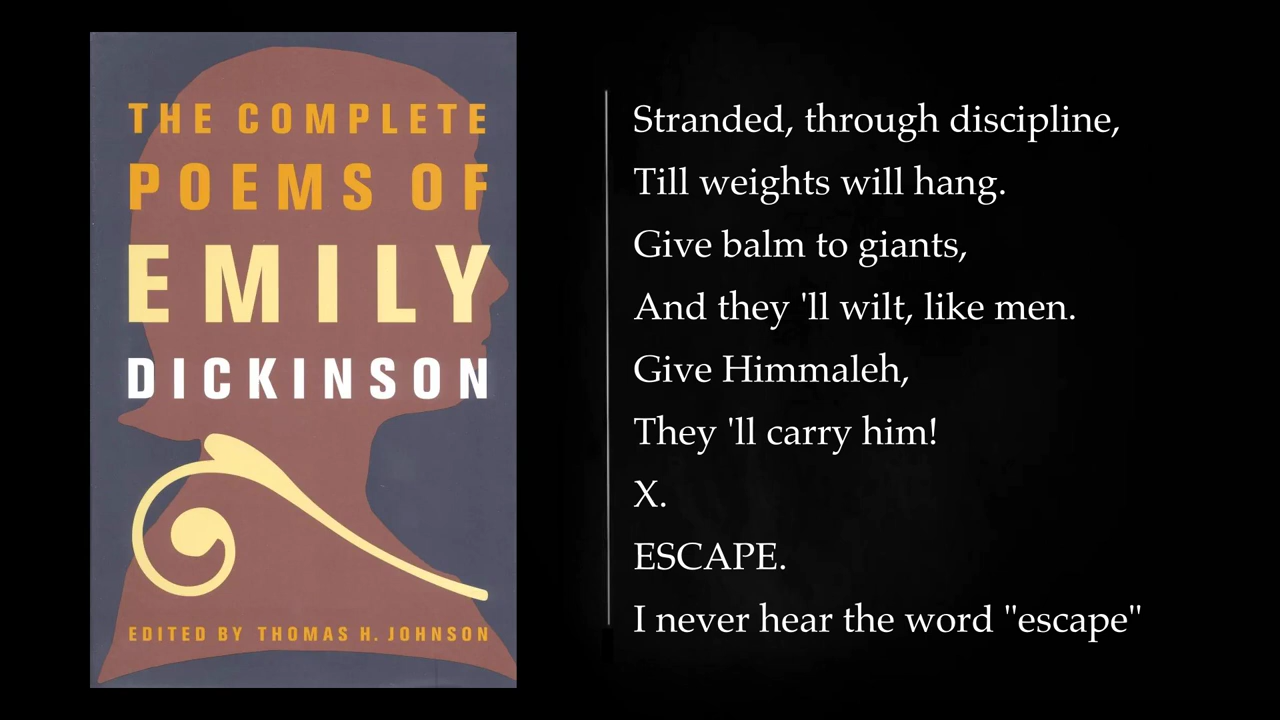 THE COMPLETE
POEMS OF
EMILY
DICKINSON
EDITED BY THOMAS H. JOHNSON
Stranded, through discipline,
Till weights will hang.
Give balm to giants,
And they 'll wilt, like men.
Give Himmaleh,
They 'll carry him!
X.
ESCAPE.
I never hear the word "escape"